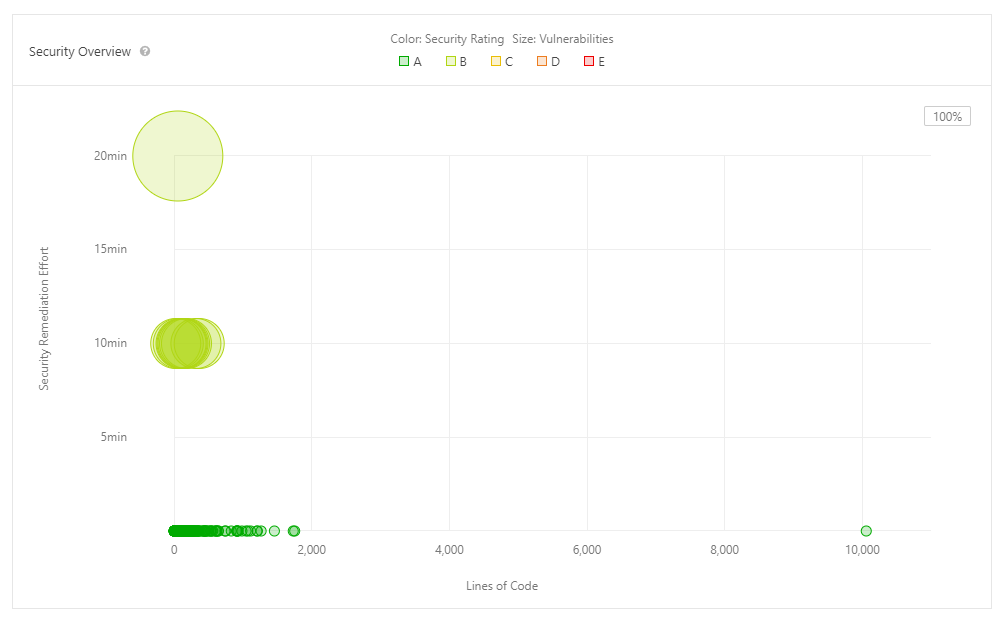 Security Overview ?
Color: Security Rating Size: Vulnerabilities
A B C D E
100%
20min
15min
10min
5min
Security Remediation Effort
0 2,000 4,000 6,000 8,000 10,000
Lines of Code